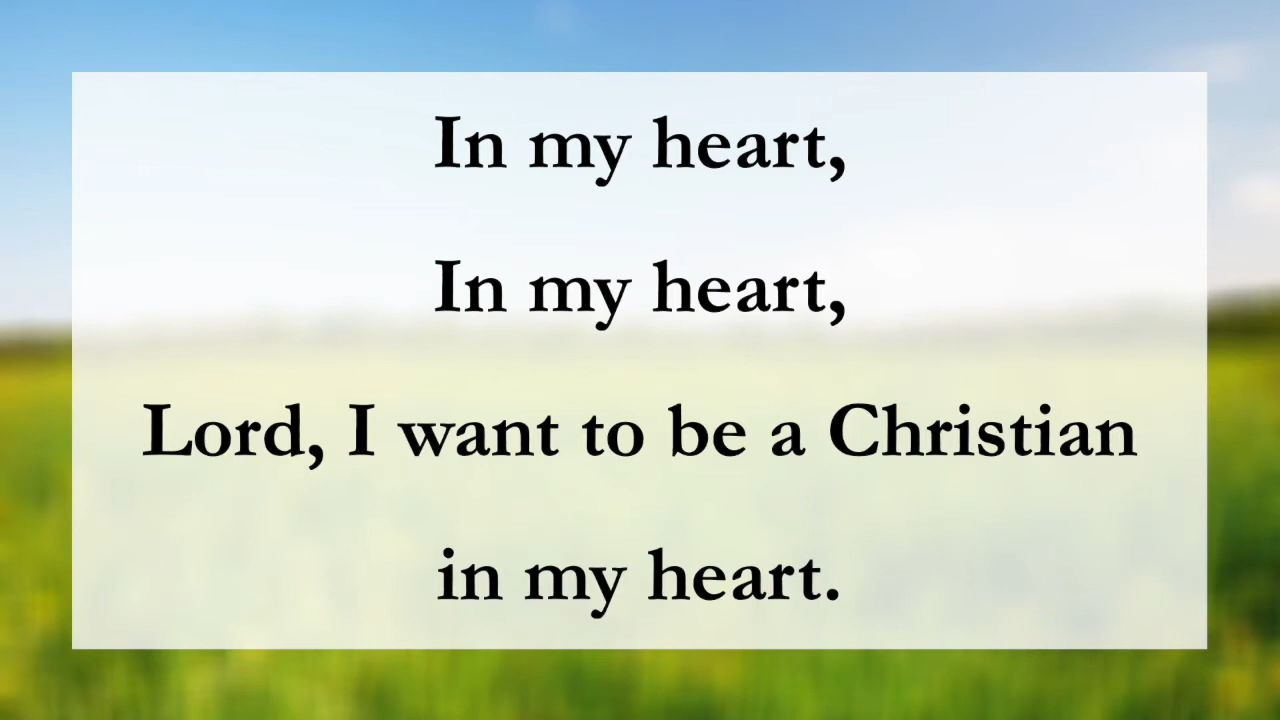 In my heart,
In my heart,
Lord, I want to be a Christian
in my heart.